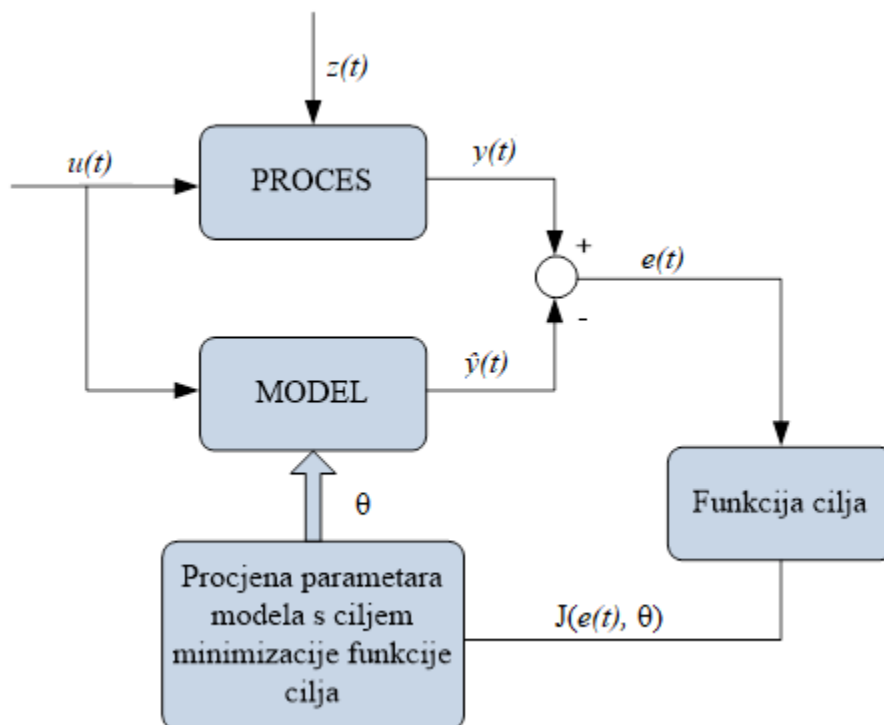 z(t)
u(t)
PROCES
y(t)
+
e(t)
-
MODEL
ŷ(t)
θ
Funkcija cilja
Procjena parametara
modela s ciljem
minimizacije funkcije
cilja
J(e(t), θ)